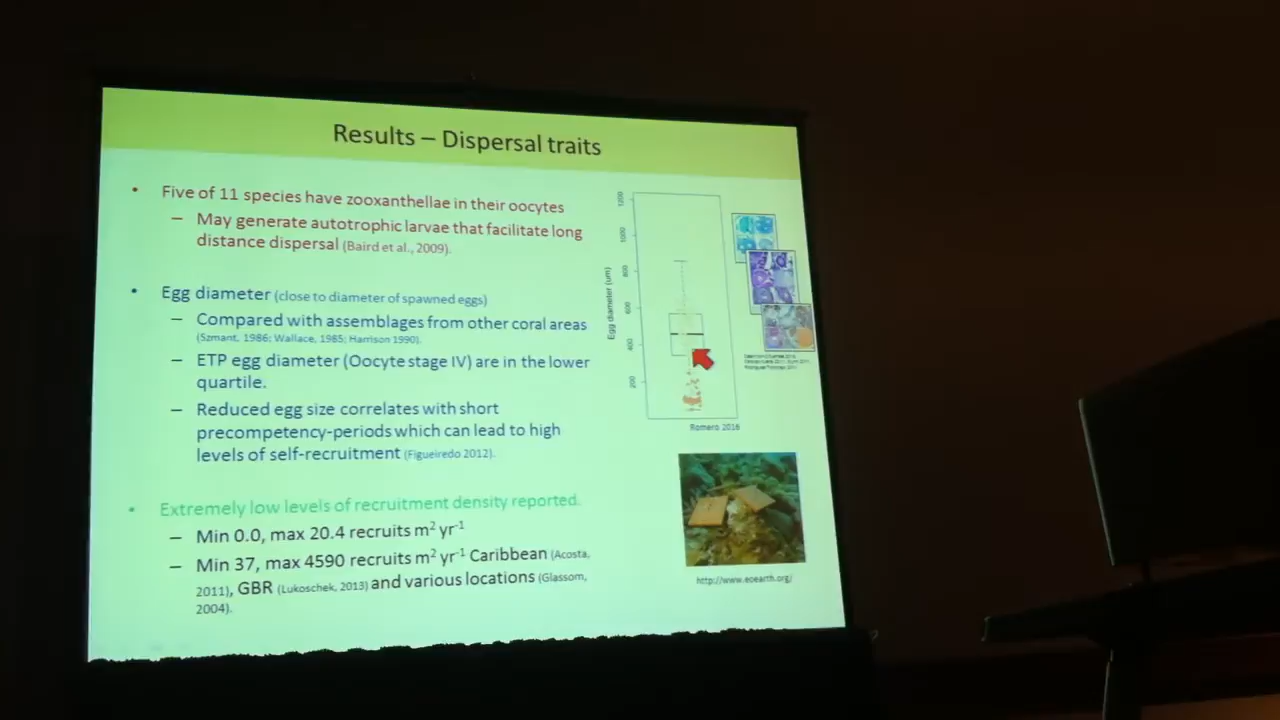 Results – Dispersal traits
• Five of 11 species have zooxanthellae in their oocytes
– May generate autotrophic larvae that facilitate long
distance dispersal (Baird et al., 2009).
• Egg diameter (close to diameter of spawned eggs)
– Compared with assemblages from other coral areas
(Szmant, 1986; Wallace, 1985; Harrison 1990).
– ETP egg diameter (Oocyte stage IV) are in the lower
quartile.
– Reduced egg size correlates with short
precompetency-periods which can lead to high
levels of self-recruitment (Figueiredo 2012).
• Extremely low levels of recruitment density reported.
– Min 0.0, max 20.4 recruits m² yr⁻¹
– Min 37, max 4590 recruits m² yr⁻¹ Caribbean (Acosta,
2011), GBR (Lukoschek, 2013) and various locations (Glassom,
2004).
Egg diameter (um)
1200
1000
800
600
400
200
Romero 2016
http://www.eoearth.org/